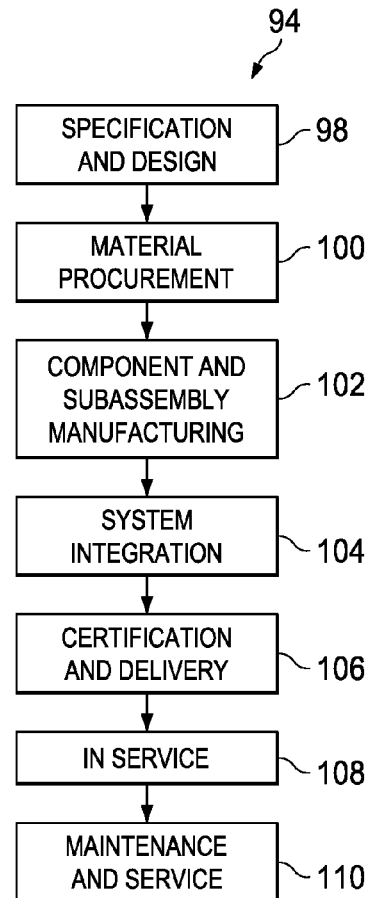 94
SPECIFICATION
AND DESIGN
98
MATERIAL
PROCUREMENT
100
COMPONENT AND
SUBASSEMBLY
MANUFACTURING
102
SYSTEM
INTEGRATION
104
CERTIFICATION
AND DELIVERY
106
IN SERVICE
108
MAINTENANCE
AND SERVICE
110